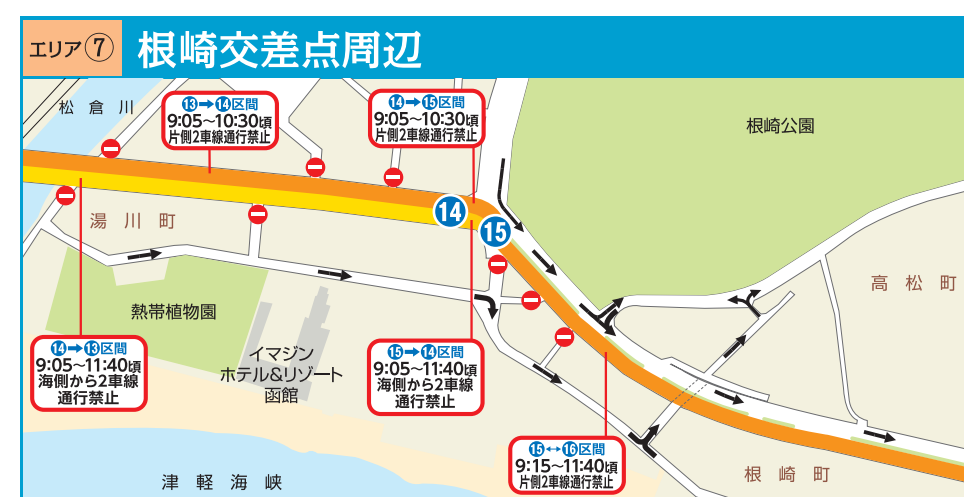 エリア⑦ 根崎交差点周辺
松倉川
⑬➡⑭区間
9:05～10:30頃
片側2車線通行禁止
⑭➡⑮区間
9:05～10:30頃
片側2車線通行禁止
根崎公園
湯川町
14
15
高松町
熱帯植物園
イマジン
ホテル&リゾート
函館
⑭➡⑬区間
9:05～11:40頃
海側から2車線
通行禁止
⑮➡⑭区間
9:05～11:40頃
海側から2車線
通行禁止
⑮↔⑯区間
9:15～11:40頃
片側2車線通行禁止
根崎町
津軽海峡